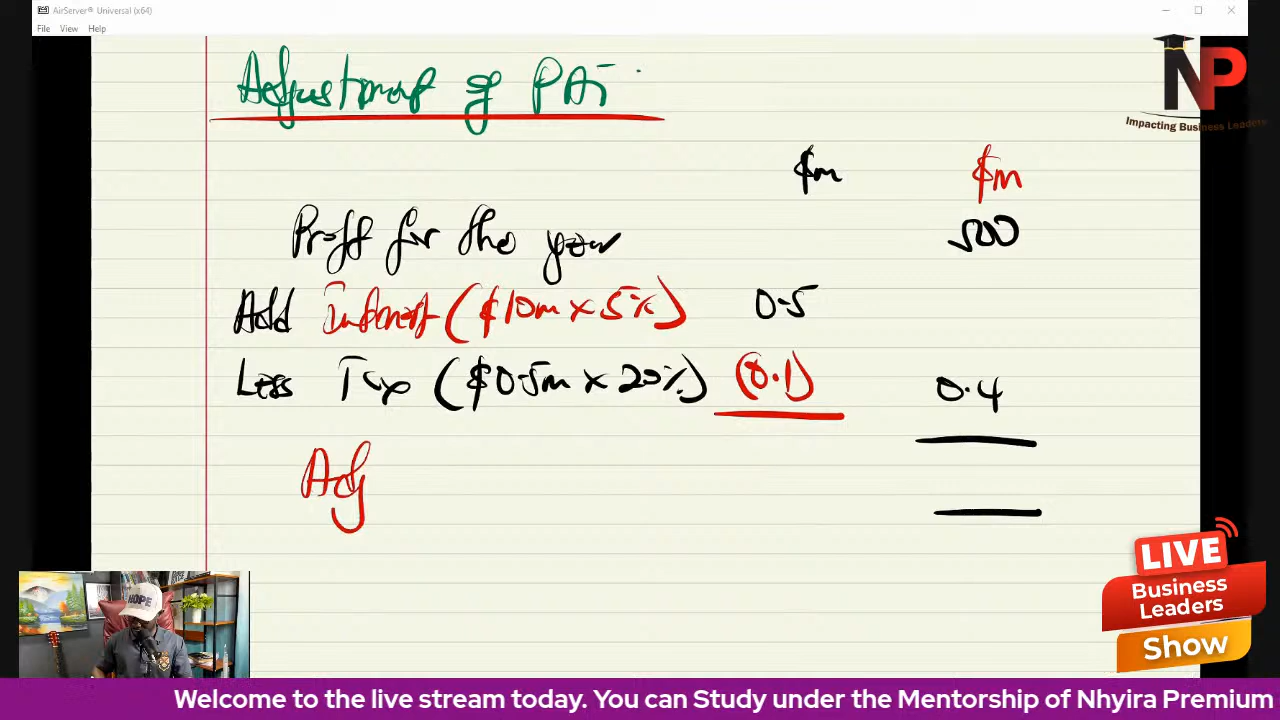 AirServer® Universal (x64)
File View Help
Adjustment of PAT
NP
Impacting Business Leaders
$m $m
Profit for the year 500
Add Interest ($10m x 5%) 0.5
Less Tax ($0.5m x 20%) (0.1) 0.4
Adj
HOPE
LIVE
Business
Leaders
Show
Welcome to the live stream today. You can Study under the Mentorship of Nhyira Premium